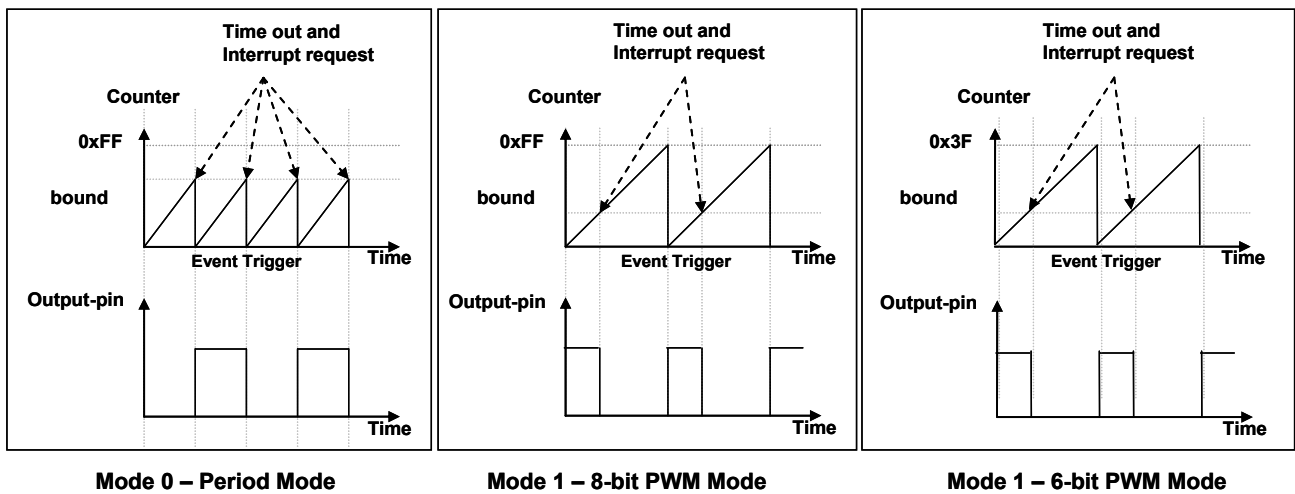 Time out and
Interrupt request
Counter
0xFF
bound
Time
Event Trigger
Output-pin
Time
Mode 0 – Period Mode
Time out and
Interrupt request
Counter
0xFF
bound
Time
Event Trigger
Output-pin
Time
Mode 1 – 8-bit PWM Mode
Time out and
Interrupt request
Counter
0x3F
bound
Time
Event Trigger
Output-pin
Time
Mode 1 – 6-bit PWM Mode